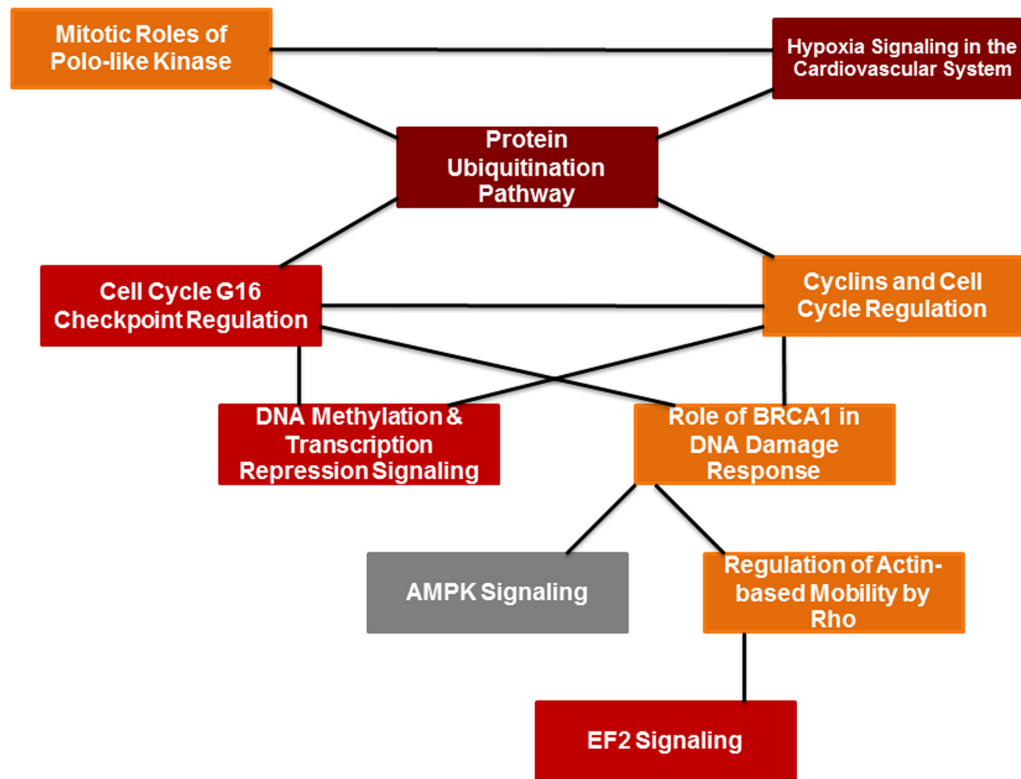 Mitotic Roles of
Polo-like Kinase
Hypoxia Signaling in the
Cardiovascular System
Protein
Ubiquitination
Pathway
Cell Cycle G16
Checkpoint Regulation
Cyclins and Cell
Cycle Regulation
DNA Methylation &
Transcription
Repression Signaling
Role of BRCA1 in
DNA Damage
Response
AMPK Signaling
Regulation of Actin-
based Mobility by
Rho
EF2 Signaling